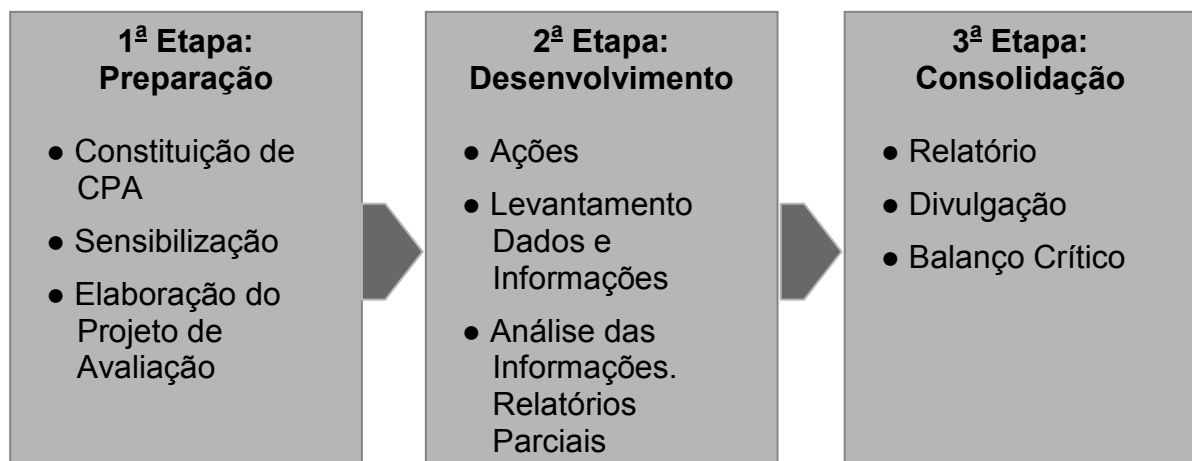 1ª Etapa:
Preparação
● Constituição de
CPA
● Sensibilização
● Elaboração do
Projeto de
Avaliação
2ª Etapa:
Desenvolvimento
● Ações
● Levantamento
Dados e
Informações
● Análise das
Informações.
Relatórios
Parciais
3ª Etapa:
Consolidação
● Relatório
● Divulgação
● Balanço Crítico